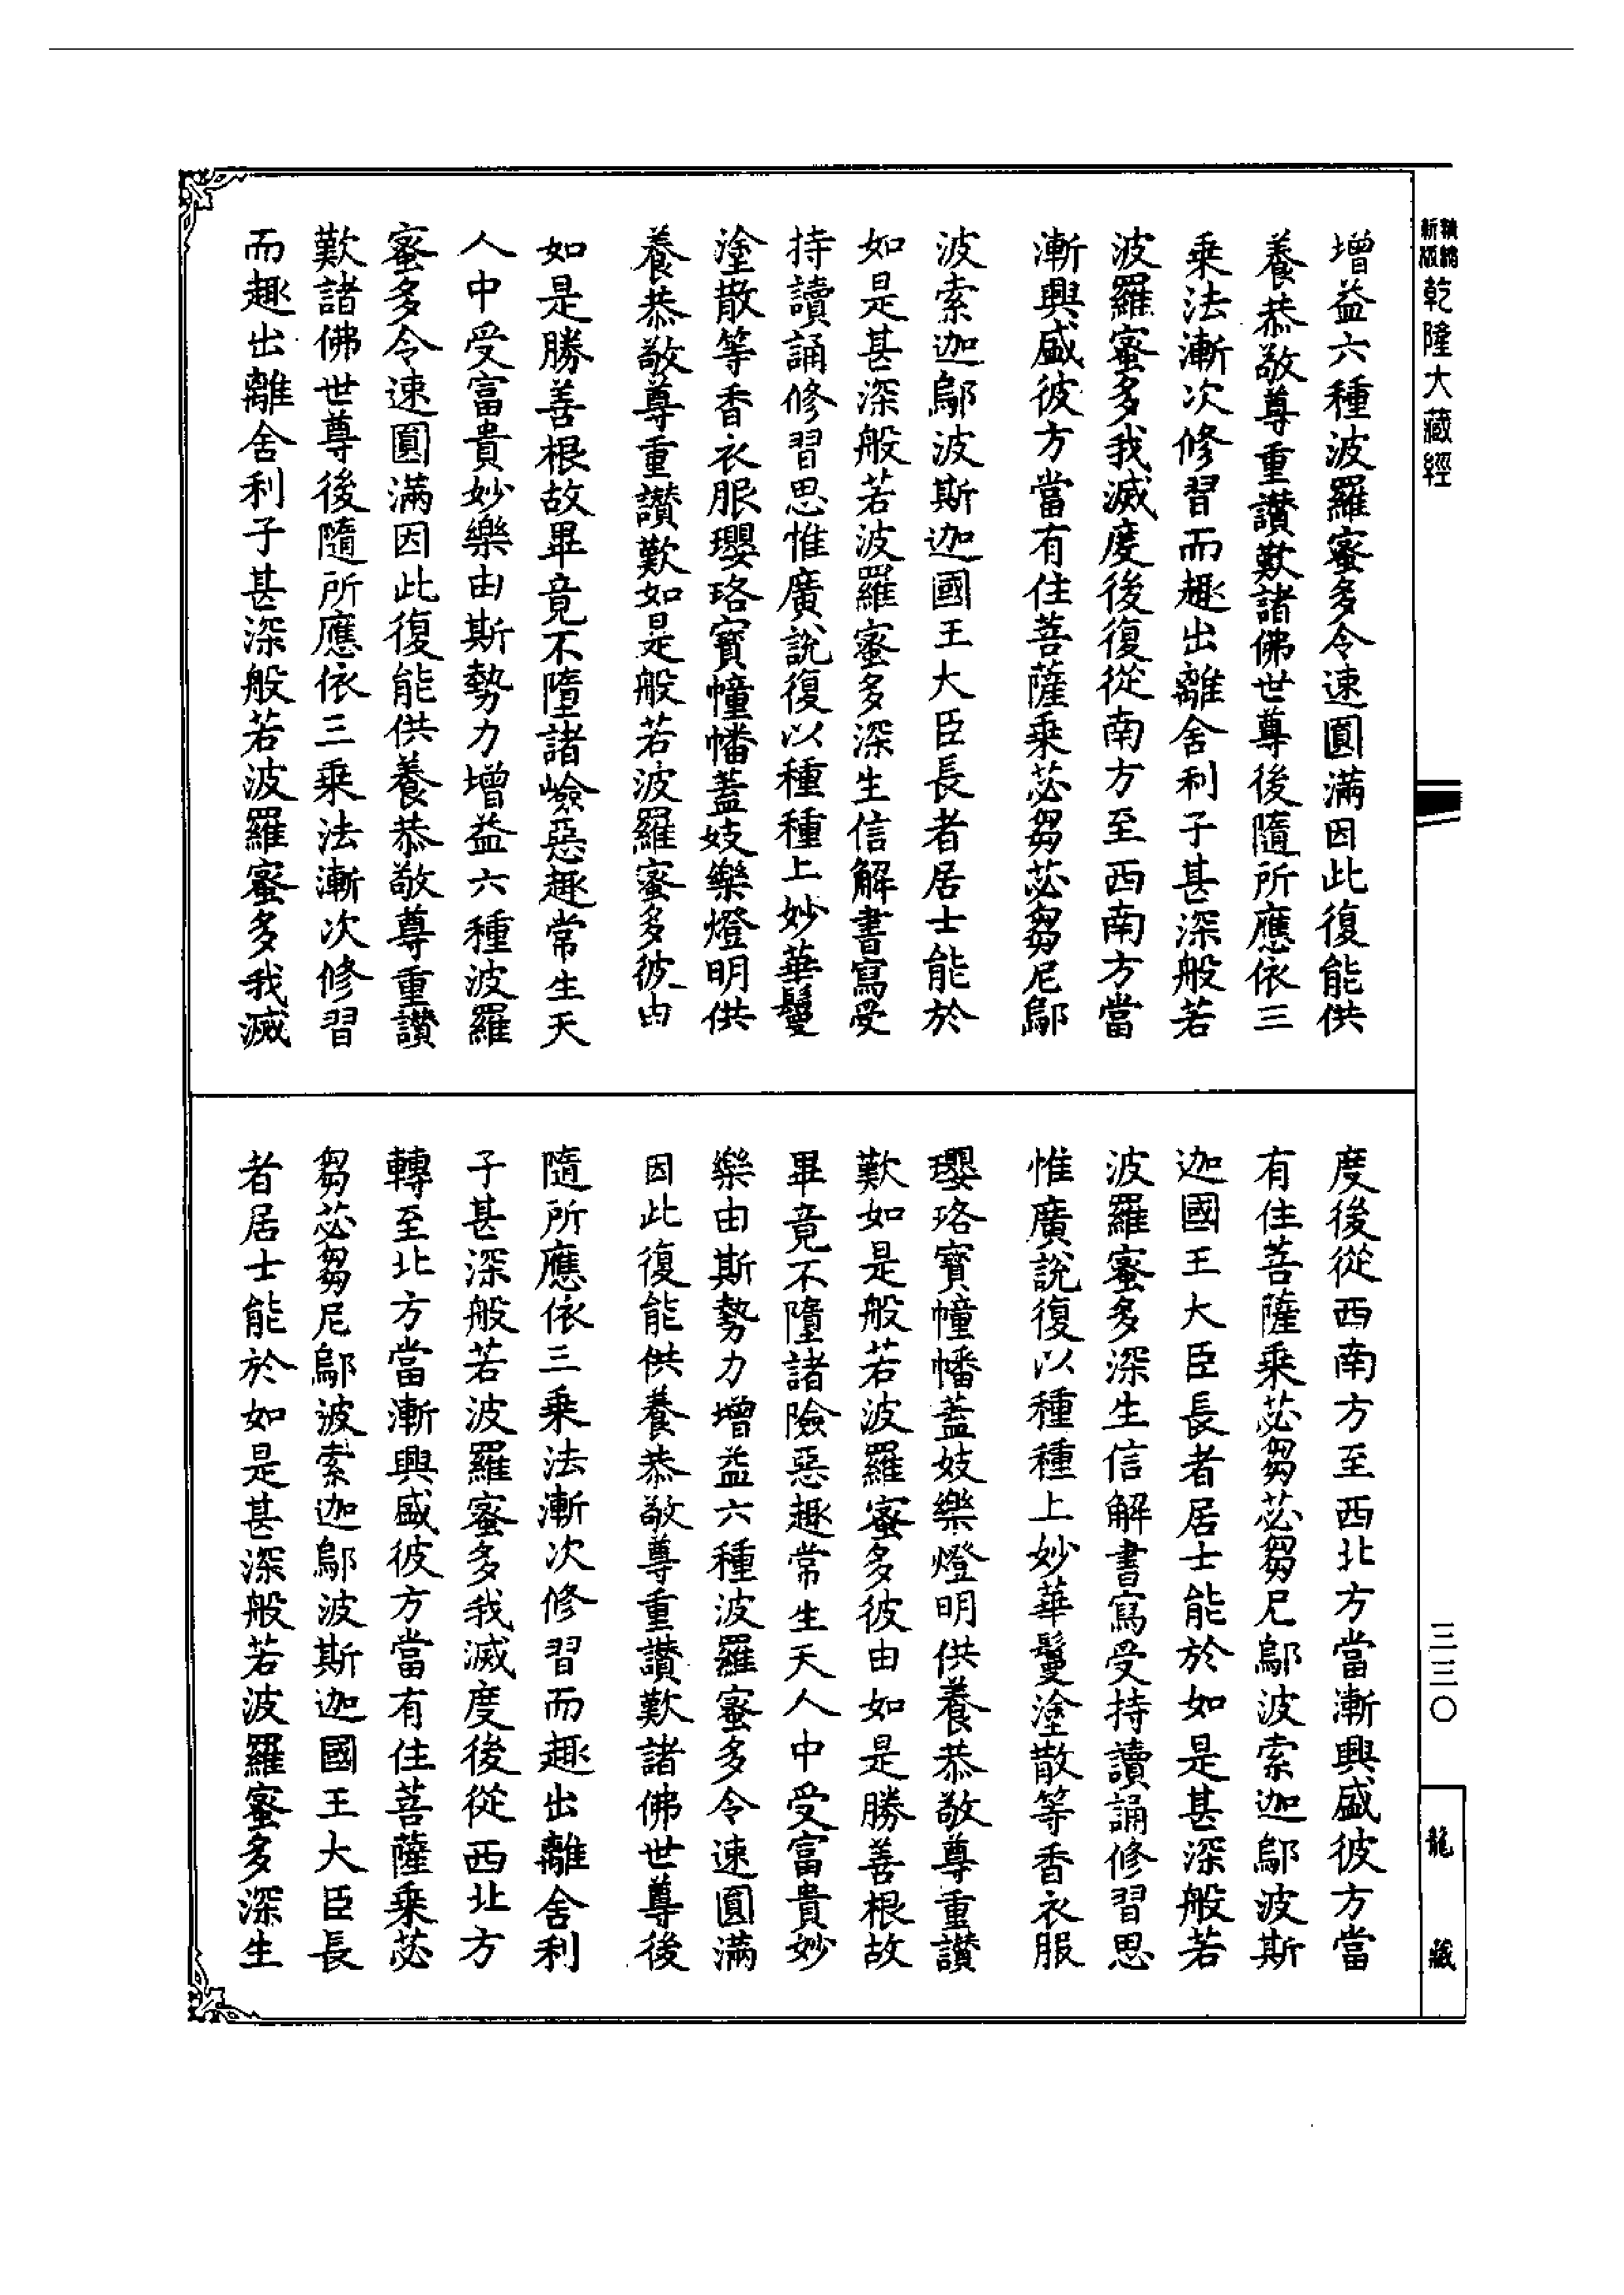 新版
精縮
乾隆大藏經
增益六種波羅蜜多令速圓滿因此復能供
養恭敬尊重讚歎諸佛世尊後隨所應依三
乗法漸次修習而趣出離舍利子甚深般若
波羅蜜多我滅度後復從南方至西南方當
漸興盛彼方當有住菩薩乗苾芻苾芻尼鄔
波索迦鄔波斯迦國王大臣長者居士能於
如是甚深般若波羅蜜多深生信解書寫受
持讀誦修習思惟廣說復以種種上妙華鬘
塗散等香衣服瓔珞寳幢幡蓋妓樂燈明供
養恭敬尊重讚歎如是般若波羅蜜多彼由
如是勝善根故畢竟不墮諸嶮惡趣常生天
人中受富貴妙樂由斯勢力增益六種波羅
蜜多令速圓滿因此復能供養恭敬尊重讚
歎諸佛世尊後隨所應依三乗法漸次修習
而趣出離舍利子甚深般若波羅蜜多我滅
度後從西南方至西北方當漸興盛彼方當
有住菩薩乗苾芻苾芻尼鄔波索迦鄔波斯
迦國王大臣長者居士能於如是甚深般若
波羅蜜多深生信解書寫受持讀誦修習思
惟廣說復以種種上妙華鬘塗散等香衣服
瓔珞寳幢幡蓋妓樂燈明供養恭敬尊重讚
歎如是般若波羅蜜多彼由如是勝善根故
畢竟不墮諸險惡趣常生天人中受富貴妙
樂由斯勢力增益六種波羅蜜多令速圓滿
因此復能供養恭敬尊重讚歎諸佛世尊後
隨所應依三乗法漸次修習而趣出離舍利
子甚深般若波羅蜜多我滅度後從西北方
轉至北方當漸興盛彼方當有住菩薩乗苾
芻苾芻尼鄔波索迦鄔波斯迦國王大臣長
者居士能於如是甚深般若波羅蜜多深生
三三〇
龍藏